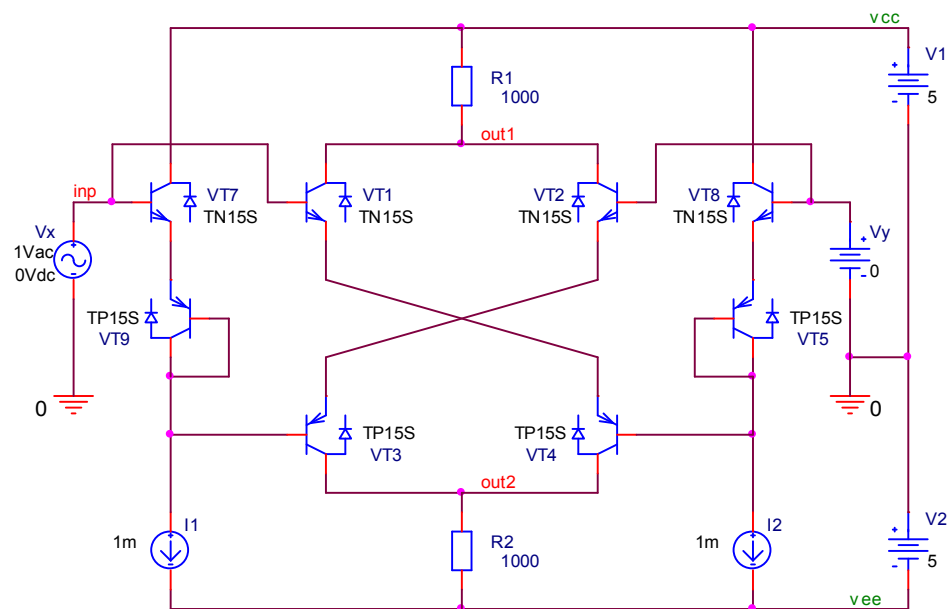 vcc
V1
5
R1
1000
out1
inp
VT7
TN15S
VT1
TN15S
VT2
TN15S
VT8
TN15S
Vx
1Vac
0Vdc
Vy
0
TP15S
VT9
TP15S
VT5
0
0
TP15S
VT3
TP15S
VT4
out2
I1
1m
R2
1000
I2
1m
V2
5
vee